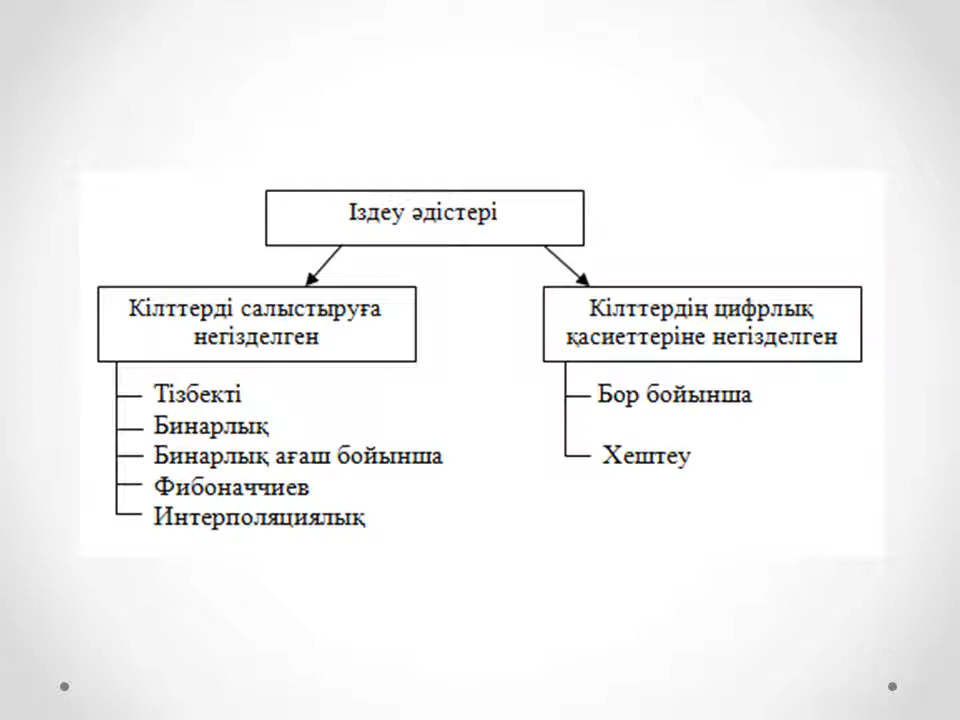 Іздеу әдістері
Кілттерді салыстыруға
негізделген
Тізбекті
Бинарлық
Бинарлық ағаш бойынша
Фибоначчиев
Интерполяциялық
Кілттердің цифрлық
қасиеттеріне негізделген
Бор бойынша
Хештеу